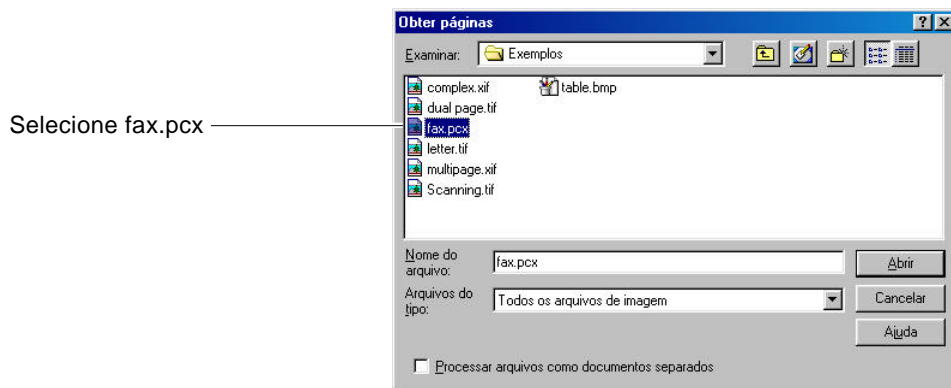 Obter páginas
Examinar: Exemplos
complex.xif table.bmp
dual page.tif
Selecione fax.pcx fax.pcx
letter.tif
multipage.xif
Scanning.tif
Nome do arquivo: fax.pcx Abrir
Arquivos do tipo: Todos os arquivos de imagem Cancelar
Ajuda
Processar arquivos como documentos separados